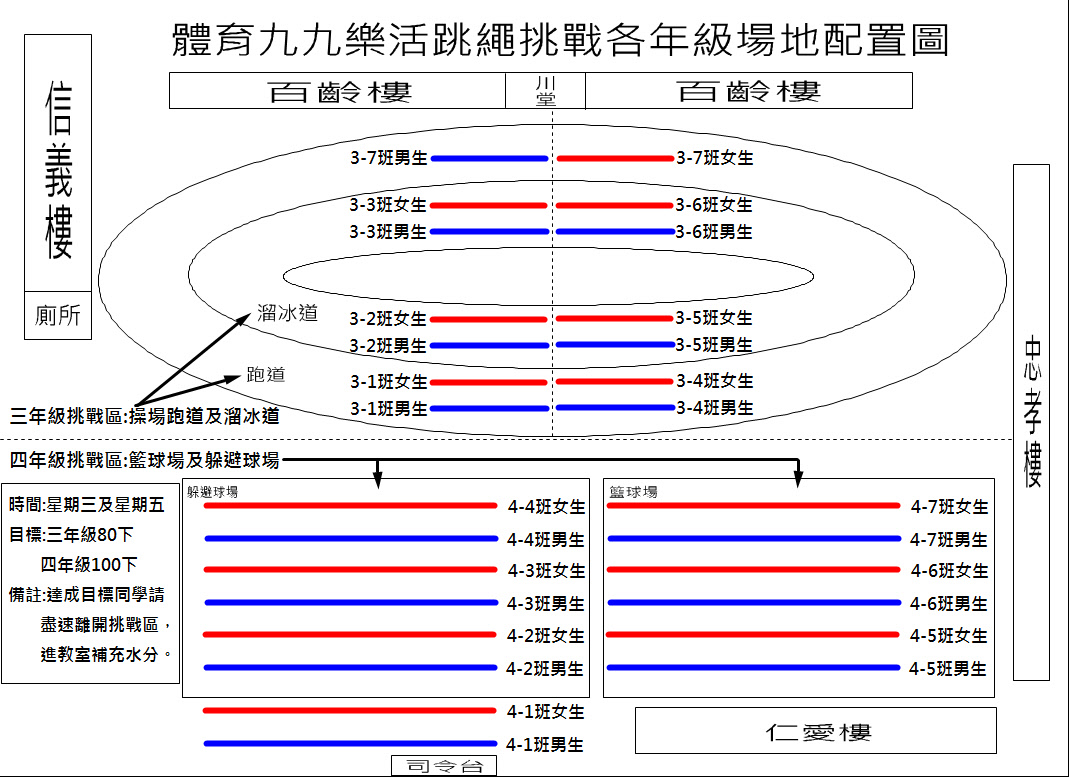 體育九九樂活跳繩挑戰各年級場地配置圖
信義樓
廁所
百齡樓
川堂
百齡樓
忠孝樓
3-7班男生
3-7班女生
3-3班女生
3-6班女生
3-3班男生
3-6班男生
溜冰道
3-2班女生
3-5班女生
3-2班男生
3-5班男生
跑道
3-1班女生
3-4班女生
3-1班男生
3-4班男生
三年級挑戰區:操場跑道及溜冰道
四年級挑戰區:籃球場及躲避球場
時間:星期三及星期五
目標:三年級80下
四年級100下
備註:達成目標同學請
盡速離開挑戰區，
進教室補充水分。
躲避球場
4-4班女生
4-4班男生
4-3班女生
4-3班男生
4-2班女生
4-2班男生
4-1班女生
4-1班男生
籃球場
4-7班女生
4-7班男生
4-6班女生
4-6班男生
4-5班女生
4-5班男生
仁愛樓
司令台